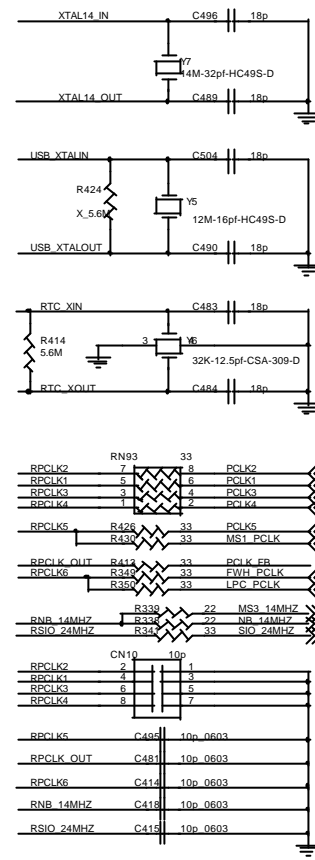 XTAL14_IN C496 18p
Y7
14M-32pf-HC49S-D
XTAL14_OUT C489 18p
USB_XTALIN C504 18p
R424
X_5.6M
Y5
12M-16pf-HC49S-D
USB_XTALOUT C490 18p
RTC_XIN C483 18p
R414
5.6M
3 Y6
32K-12.5pf-CSA-309-D
RTC_XOUT C484 18p
RN93 33
RPCLK2 7 8 PCLK2
RPCLK1 5 6 PCLK1
RPCLK3 3 4 PCLK3
RPCLK4 1 2 PCLK4
RPCLK5 R426 33 PCLK5
R430 33 MS1_PCLK
RPCLK_OUT R413 33 PCLK_FB
RPCLK6 R349 33 FWH_PCLK
R350 33 LPC_PCLK
R339 22 MS3_14MHZ
RNB_14MHZ R338 22 NB_14MHZ
RSIO_24MHZ 33 SIO_24MHZ
CN10 10p
RPCLK2 2 1
RPCLK1 4 3
RPCLK3 6 5
RPCLK4 8 7
RPCLK5 C495 10p_0603
RPCLK_OUT C481 10p_0603
RPCLK6 C414 10p_0603
RNB_14MHZ C418 10p_0603
RSIO_24MHZ C415 10p_0603